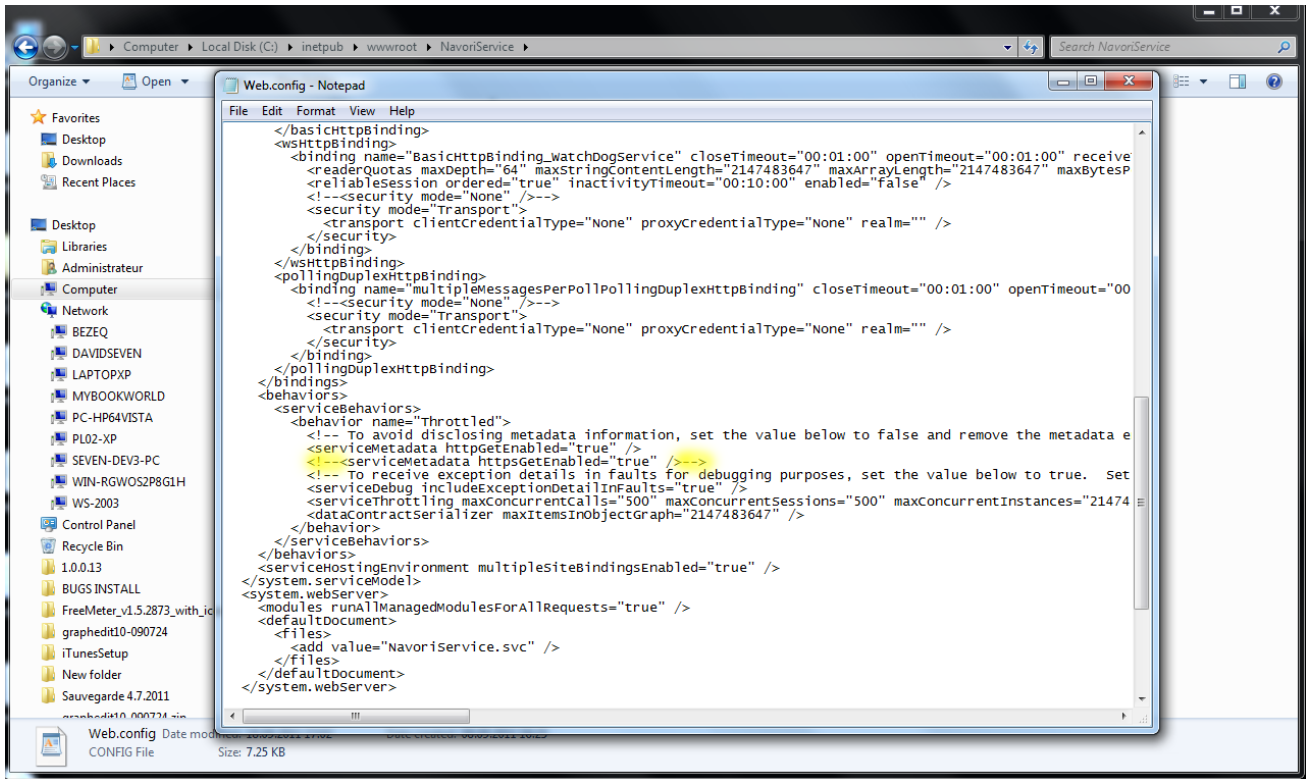 Computer ▸ Local Disk (C:) ▸ inetpub ▸ wwwroot ▸ NavoriService ▸
Search NavoriService
Organize ▾ Open ▾
Favorites
Desktop
Downloads
Recent Places
Desktop
Libraries
Administrateur
Computer
Network
BEZEQ
DAVIDSEVEN
LAPTOPXP
MYBOOKWORLD
PC-HP64VISTA
PL02-XP
SEVEN-DEV3-PC
WIN-RGWOS2P8G1H
WS-2003
Control Panel
Recycle Bin
1.0.0.13
BUGS INSTALL
FreeMeter_v1.5.2873_with_ic
graphedit10-090724
iTunesSetup
New folder
Sauvegarde 4.7.2011
graphedit10_090724.zip
Web.config - Notepad
File Edit Format View Help
</basicHttpBinding>
<wsHttpBinding>
<binding name="BasicHttpBinding_WatchDogService" closeTimeout="00:01:00" openTimeout="00:01:00" receive
<readerQuotas maxDepth="64" maxStringContentLength="2147483647" maxArrayLength="2147483647" maxBytesP
<reliableSession ordered="true" inactivityTimeout="00:10:00" enabled="false" />
<!--<security mode="None" />-->
<security mode="Transport">
<transport clientCredentialType="None" proxyCredentialType="None" realm="" />
</security>
</binding>
</wsHttpBinding>
<pollingDuplexHttpBinding>
<binding name="multipleMessagesPerPollPollingDuplexHttpBinding" closeTimeout="00:01:00" openTimeout="00
<!--<security mode="None" />-->
<security mode="Transport">
<transport clientCredentialType="None" proxyCredentialType="None" realm="" />
</security>
</binding>
</pollingDuplexHttpBinding>
</bindings>
<behaviors>
<serviceBehaviors>
<behavior name="Throttled">
<!-- To avoid disclosing metadata information, set the value below to false and remove the metadata e
<serviceMetadata httpGetEnabled="true" />
<!--<serviceMetadata httpsGetEnabled="true" />-->
<!-- To receive exception details in faults for debugging purposes, set the value below to true.  Set
<serviceDebug includeExceptionDetailInFaults="true" />
<serviceThrottling maxConcurrentCalls="500" maxConcurrentSessions="500" maxConcurrentInstances="21474
<dataContractSerializer maxItemsInObjectGraph="2147483647" />
</behavior>
</serviceBehaviors>
</behaviors>
<serviceHostingEnvironment multipleSiteBindingsEnabled="true" />
</system.serviceModel>
<system.webServer>
<modules runAllManagedModulesForAllRequests="true" />
<defaultDocument>
<files>
<add value="NavoriService.svc" />
</files>
</defaultDocument>
</system.webServer>
Web.config Date modified:
CONFIG File Size: 7.25 KB